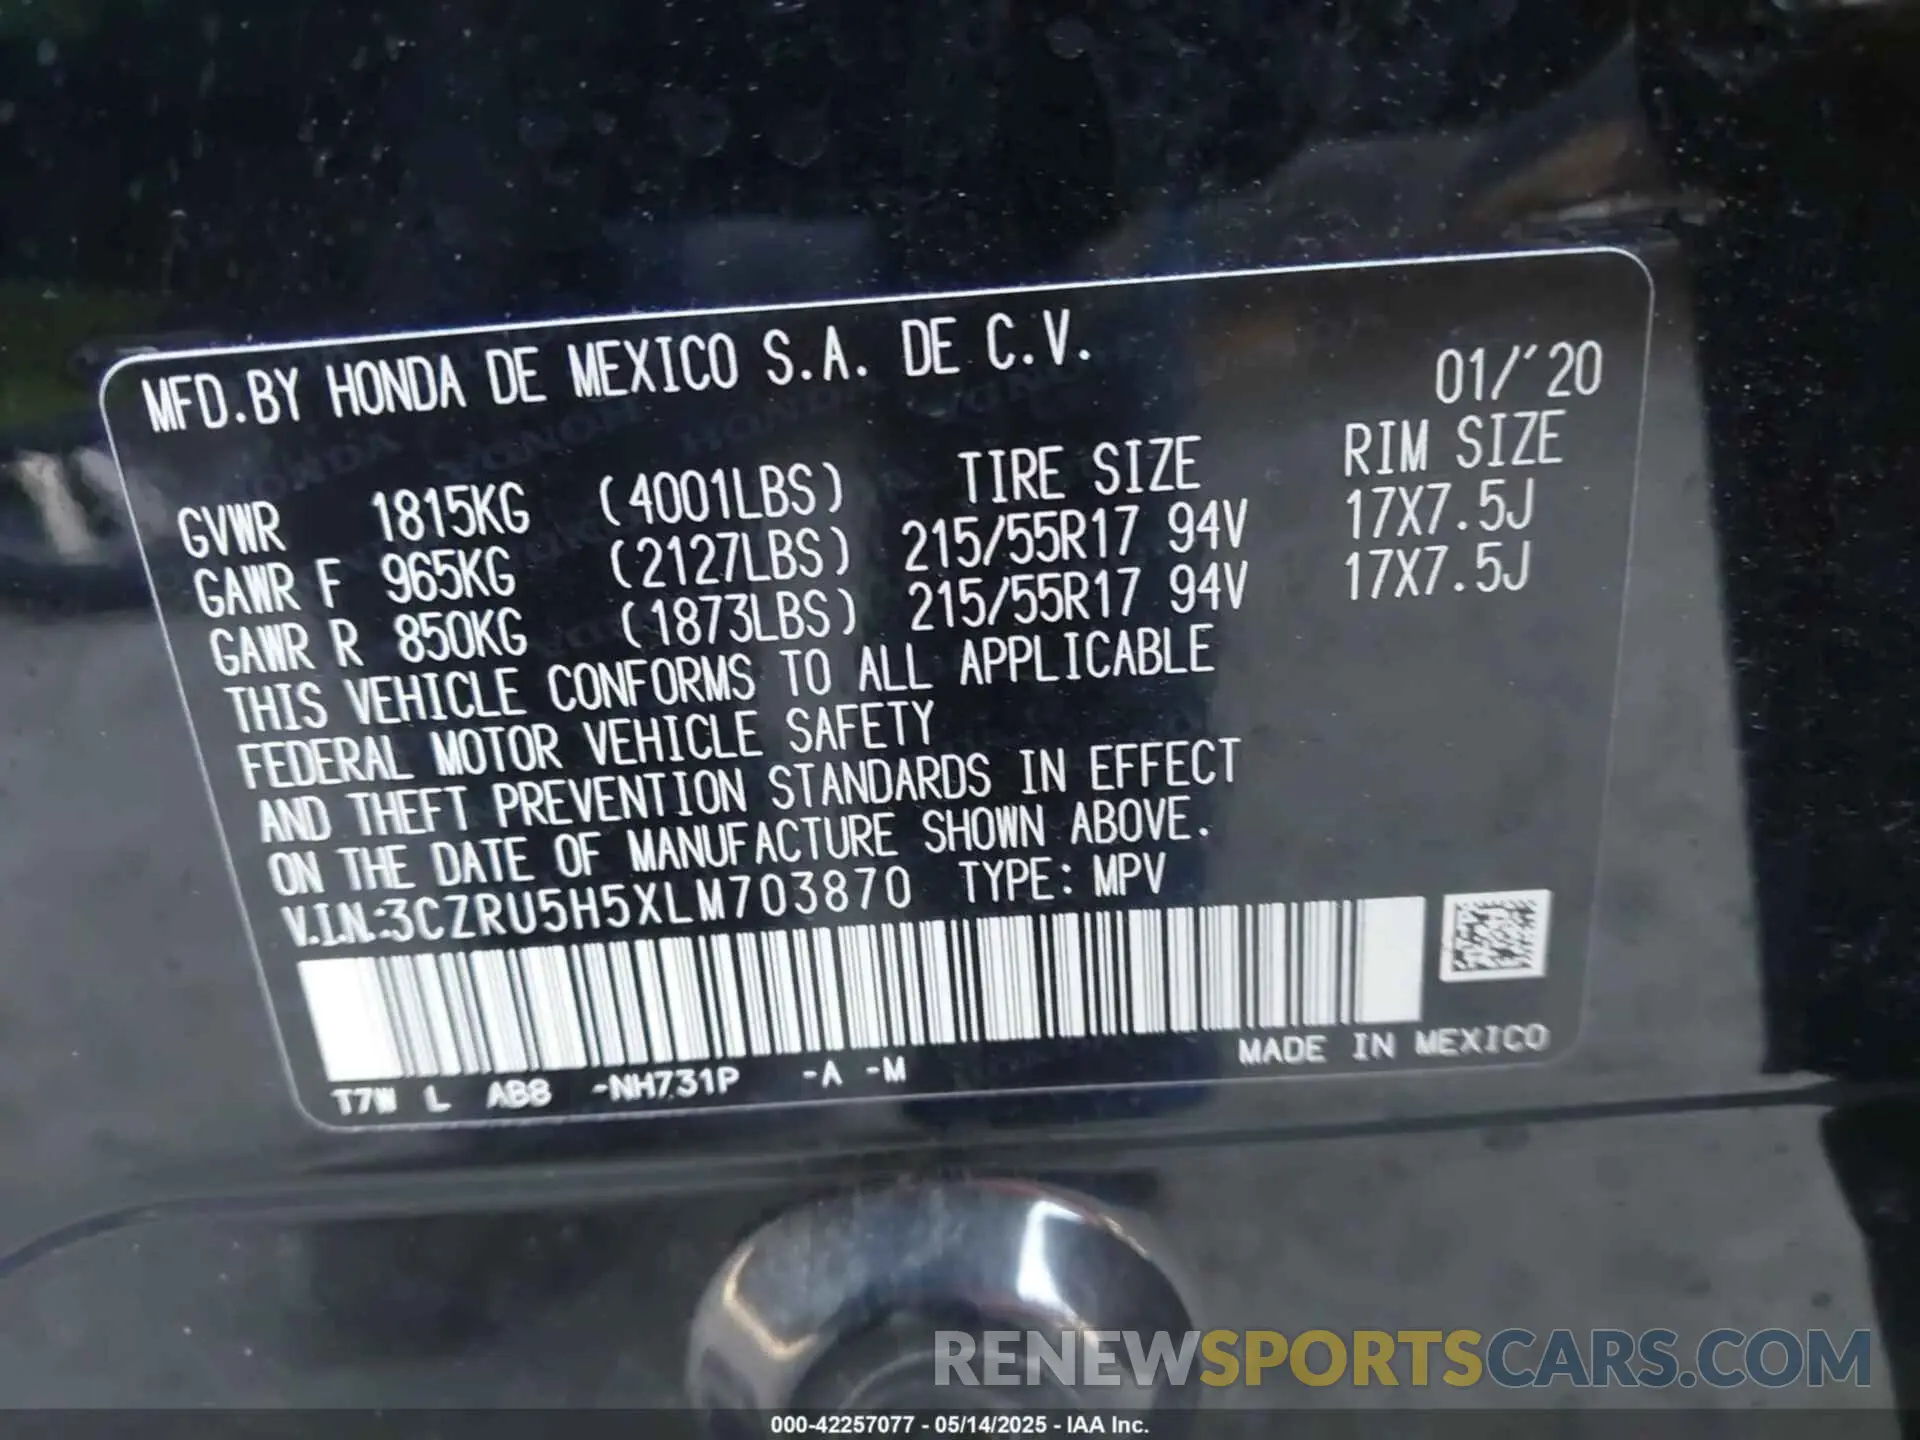 MFD.BY HONDA DE MEXICO S.A. DE C.V.
01/'20
TIRE SIZE RIM SIZE
GVWR 1815KG (4001LBS)
GAWR F 965KG (2127LBS) 215/55R17 94V 17X7.5J
GAWR R 850KG (1873LBS) 215/55R17 94V 17X7.5J
THIS VEHICLE CONFORMS TO ALL APPLICABLE
FEDERAL MOTOR VEHICLE SAFETY
AND THEFT PREVENTION STANDARDS IN EFFECT
ON THE DATE OF MANUFACTURE SHOWN ABOVE.
V.I.N.:3CZRU5H5XLM703870 TYPE: MPV
T7W L AB8 -NH731P -A -M MADE IN MEXICO
RENEWSPORTSCARS.COM
000-42257077 - 05/14/2025 - IAA Inc.